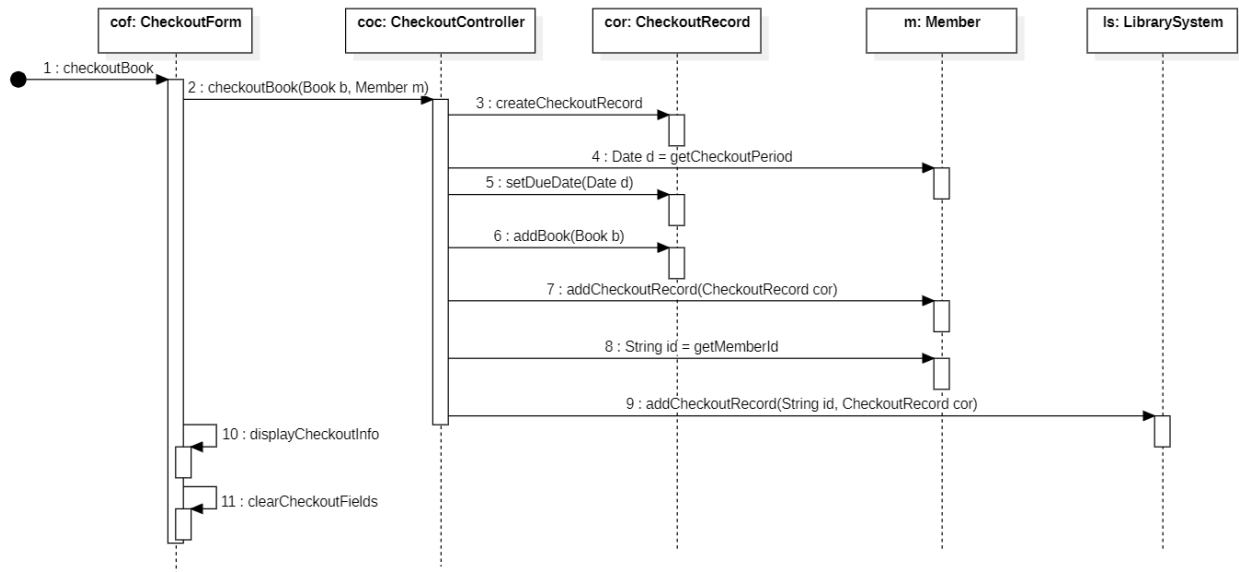 cof: CheckoutForm
coc: CheckoutController
cor: CheckoutRecord
m: Member
ls: LibrarySystem
1 : checkoutBook
2 : checkoutBook(Book b, Member m)
3 : createCheckoutRecord
4 : Date d = getCheckoutPeriod
5 : setDueDate(Date d)
6 : addBook(Book b)
7 : addCheckoutRecord(CheckoutRecord cor)
8 : String id = getMemberId
9 : addCheckoutRecord(String id, CheckoutRecord cor)
10 : displayCheckoutInfo
11 : clearCheckoutFields